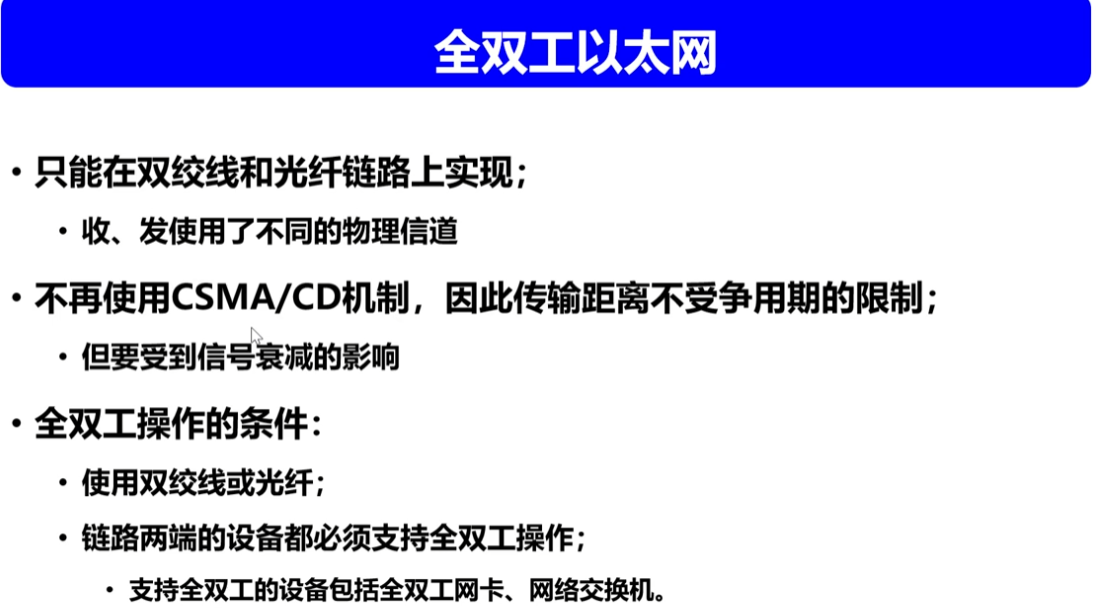 全双工以太网
• 只能在双绞线和光纤链路上实现；
• 收、发使用了不同的物理信道
• 不再使用CSMA/CD机制，因此传输距离不受争用期的限制；
• 但要受到信号衰减的影响
• 全双工操作的条件：
• 使用双绞线或光纤；
• 链路两端的设备都必须支持全双工操作；
• 支持全双工的设备包括全双工网卡、网络交换机。